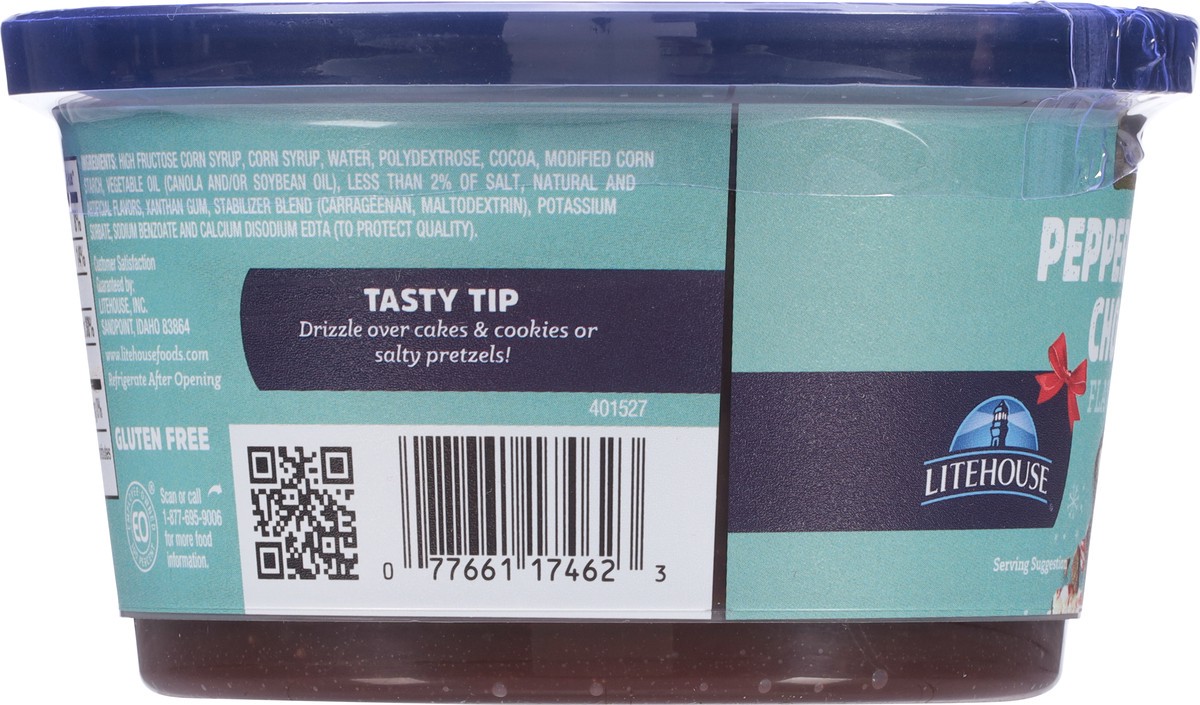 INGREDIENTS: HIGH FRUCTOSE CORN SYRUP, CORN SYRUP, WATER, POLYDEXTROSE, COCOA, MODIFIED CORN
STARCH, VEGETABLE OIL (CANOLA AND/OR SOYBEAN OIL), LESS THAN 2% OF SALT, NATURAL AND
ARTIFICIAL FLAVORS, XANTHAN GUM, STABILIZER BLEND (CARRAGEENAN, MALTODEXTRIN), POTASSIUM
SORBATE, SODIUM BENZOATE AND CALCIUM DISODIUM EDTA (TO PROTECT QUALITY).
Customer Satisfaction
Guaranteed by:
LITEHOUSE, INC.
SANDPOINT, IDAHO 83864
www.litehousefoods.com
Refrigerate After Opening
GLUTEN FREE
Scan or call
1-877-695-9006
for more food
information.
TASTY TIP
Drizzle over cakes & cookies or
salty pretzels!
401527
0 77661 17462 3
PEPPE
CH
FLA
LITEHOUSE
Serving Suggestion